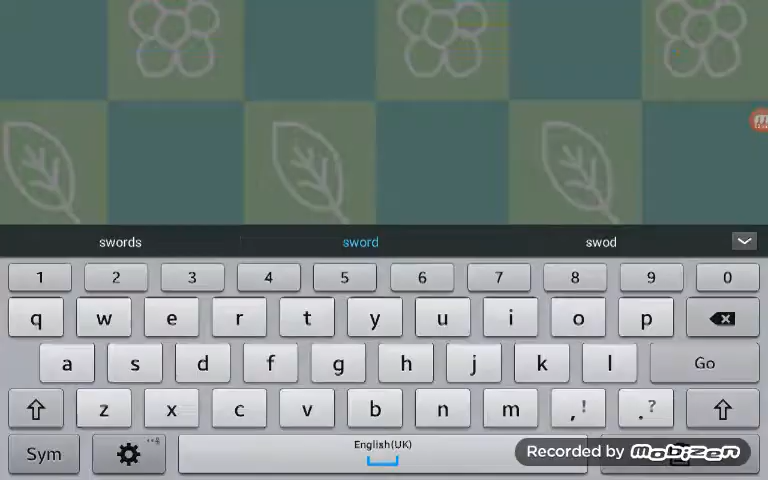 swords sword swod
1 2 3 4 5 6 7 8 9 0
q w e r t y u i o p
a s d f g h j k l Go
z x c v b n m ,! .?
Sym English(UK) Recorded by mobizen